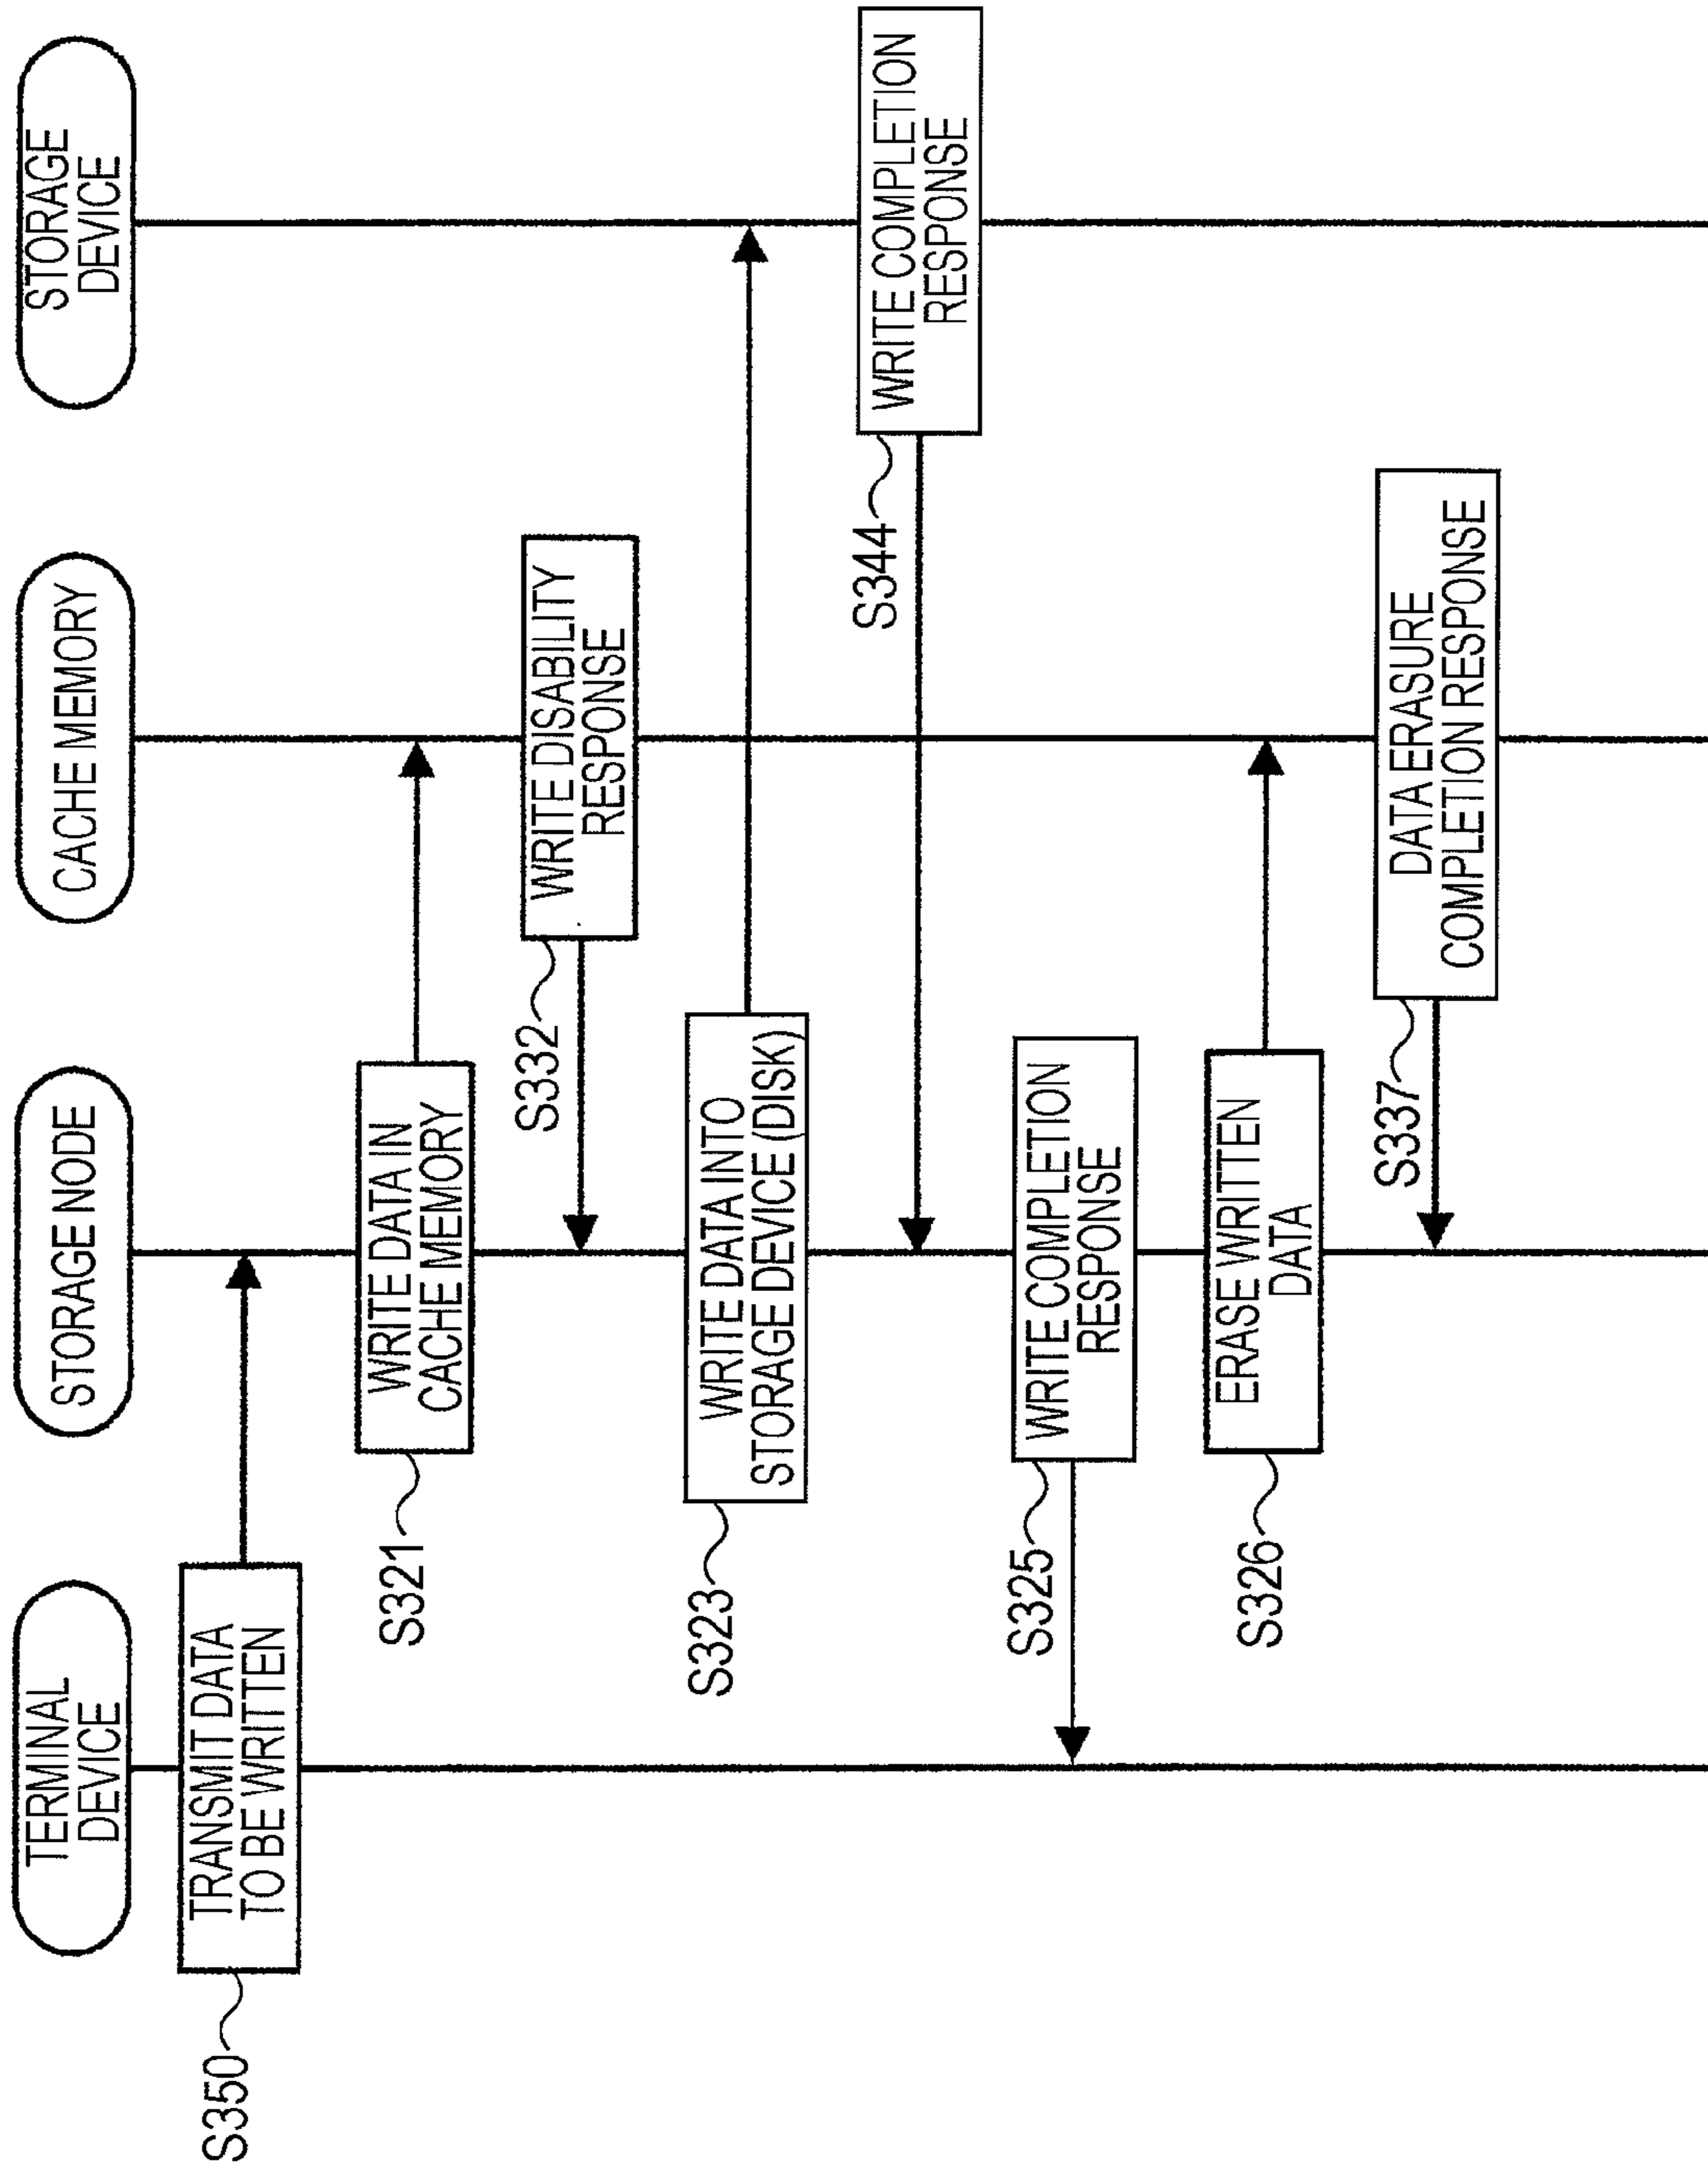 TERMINAL
DEVICE
STORAGE NODE
CACHE MEMORY
STORAGE
DEVICE
S350
TRANSMIT DATA
TO BE WRITTEN
S321
WRITE DATA IN
CACHE MEMORY
S332
WRITE DISABILITY
RESPONSE
S323
WRITE DATA INTO
STORAGE DEVICE (DISK)
S344
WRITE COMPLETION
RESPONSE
S325
WRITE COMPLETION
RESPONSE
S326
ERASE WRITTEN
DATA
S337
DATA ERASURE
COMPLETION RESPONSE